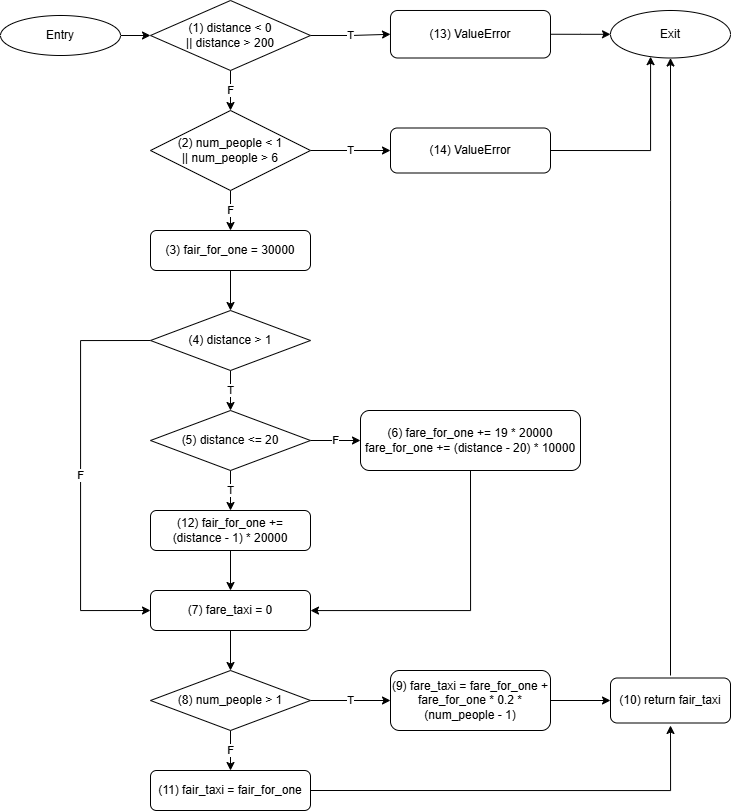 Entry
(1) distance < 0
|| distance > 200
T
(13) ValueError
Exit
F
(2) num_people < 1
|| num_people > 6
T
(14) ValueError
F
(3) fair_for_one = 30000
(4) distance > 1
T
(5) distance <= 20
F
(6) fare_for_one += 19 * 20000
fare_for_one += (distance - 20) * 10000
F
T
(12) fair_for_one +=
(distance - 1) * 20000
(7) fare_taxi = 0
(8) num_people > 1
T
(9) fare_taxi = fare_for_one +
fare_for_one * 0.2 *
(num_people - 1)
(10) return fair_taxi
F
(11) fair_taxi = fair_for_one